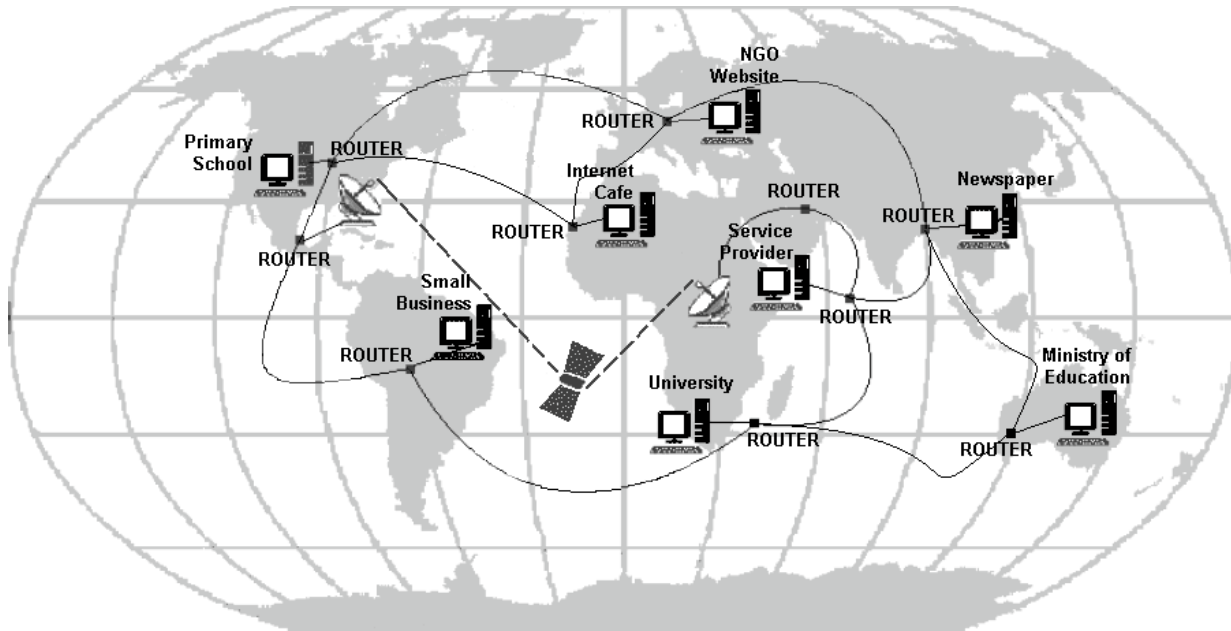 NGO
Website
ROUTER
Primary
School
ROUTER
Internet
Cafe
ROUTER
Newspaper
ROUTER
ROUTER
Service
Provider
ROUTER
ROUTER
Small
Business
ROUTER
Ministry of
Education
University
ROUTER
ROUTER